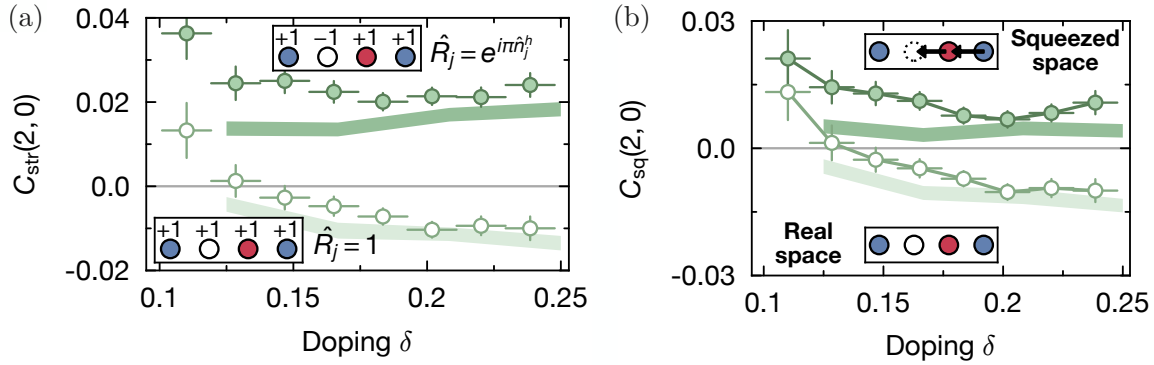 (a)
0.04
0.02
0.0
-0.02
C_str(2, 0)
+1 −1 +1 +1
R̂_j = e^{iπn̂_j^h}
+1 +1 +1 +1
R̂_j = 1
0.1 0.15 0.2 0.25
Doping δ
(b)
0.03
0.0
-0.03
C_sq(2, 0)
Squeezed
space
Real
space
0.1 0.15 0.2 0.25
Doping δ